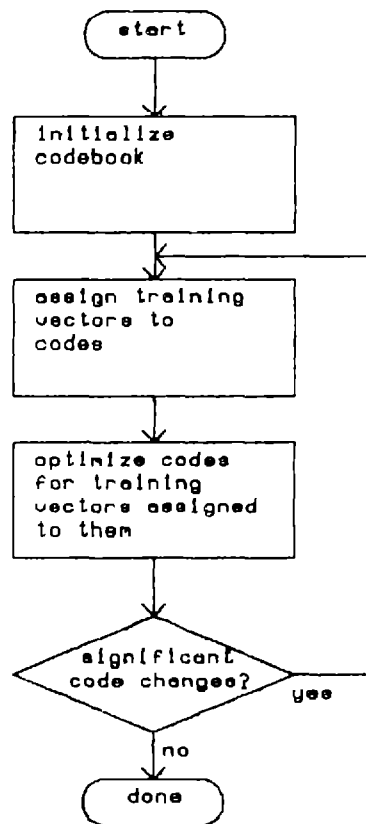 start
initialize
codebook
assign training
vectors to
codes
optimize codes
for training
vectors assigned
to them
significant
code changes?
yes
no
done